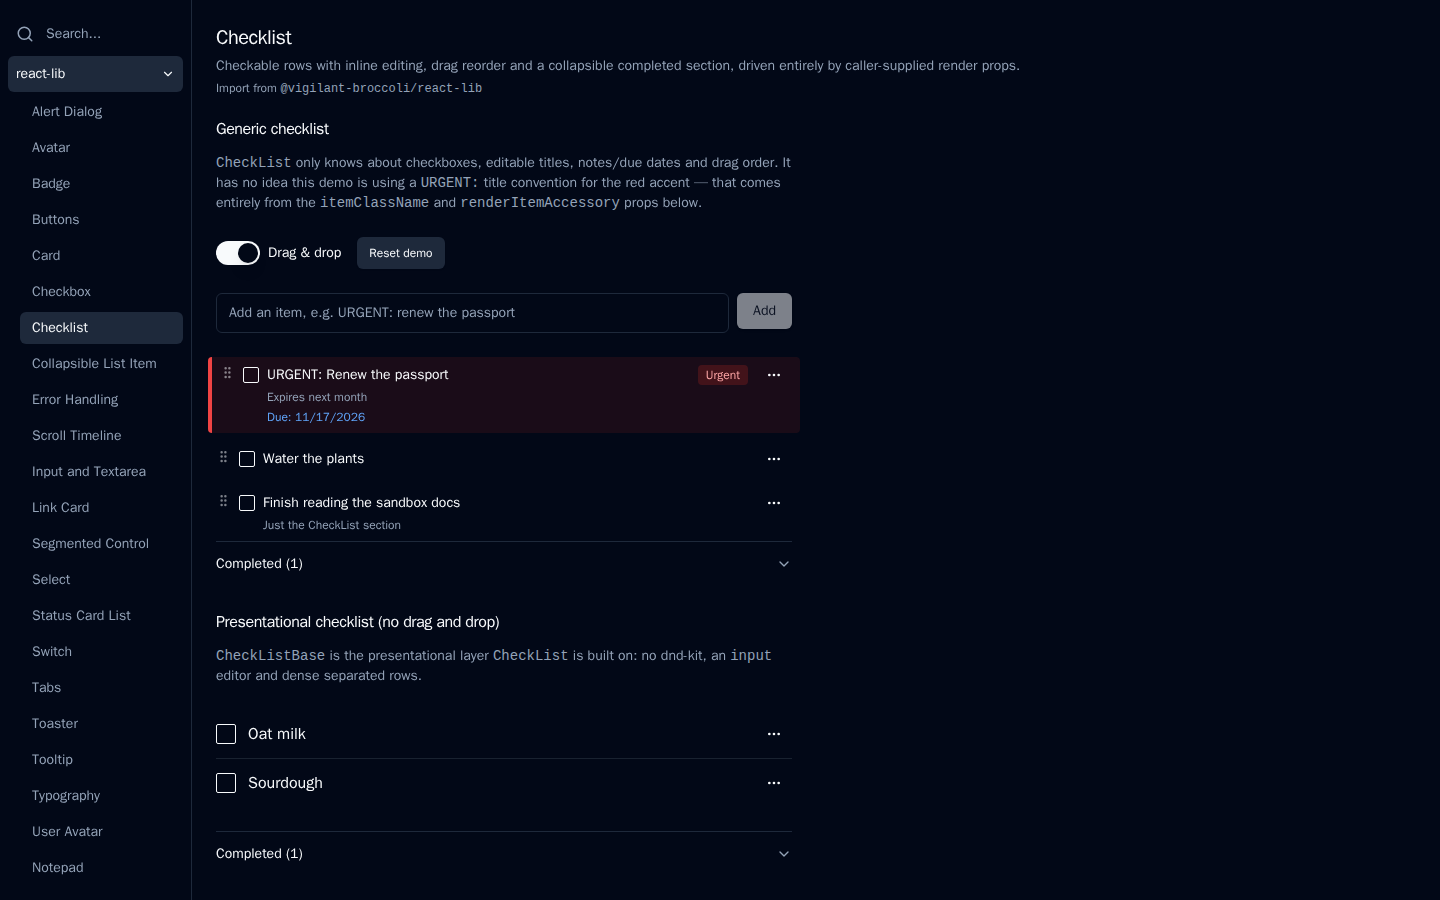 Search...
react-lib
Alert Dialog
Avatar
Badge
Buttons
Card
Checkbox
Checklist
Collapsible List Item
Error Handling
Scroll Timeline
Input and Textarea
Link Card
Segmented Control
Select
Status Card List
Switch
Tabs
Toaster
Tooltip
Typography
User Avatar
Notepad
Checklist
Checkable rows with inline editing, drag reorder and a collapsible completed section, driven entirely by caller-supplied render props.
Import from @vigilant-broccoli/react-lib
Generic checklist
CheckList only knows about checkboxes, editable titles, notes/due dates and drag order. It
has no idea this demo is using a URGENT: title convention for the red accent — that comes
entirely from the itemClassName and renderItemAccessory props below.
Drag & drop
Reset demo
Add an item, e.g. URGENT: renew the passport
Add
URGENT: Renew the passport
Urgent
Expires next month
Due: 11/17/2026
Water the plants
Finish reading the sandbox docs
Just the CheckList section
Completed (1)
Presentational checklist (no drag and drop)
CheckListBase is the presentational layer CheckList is built on: no dnd-kit, an input
editor and dense separated rows.
Oat milk
Sourdough
Completed (1)